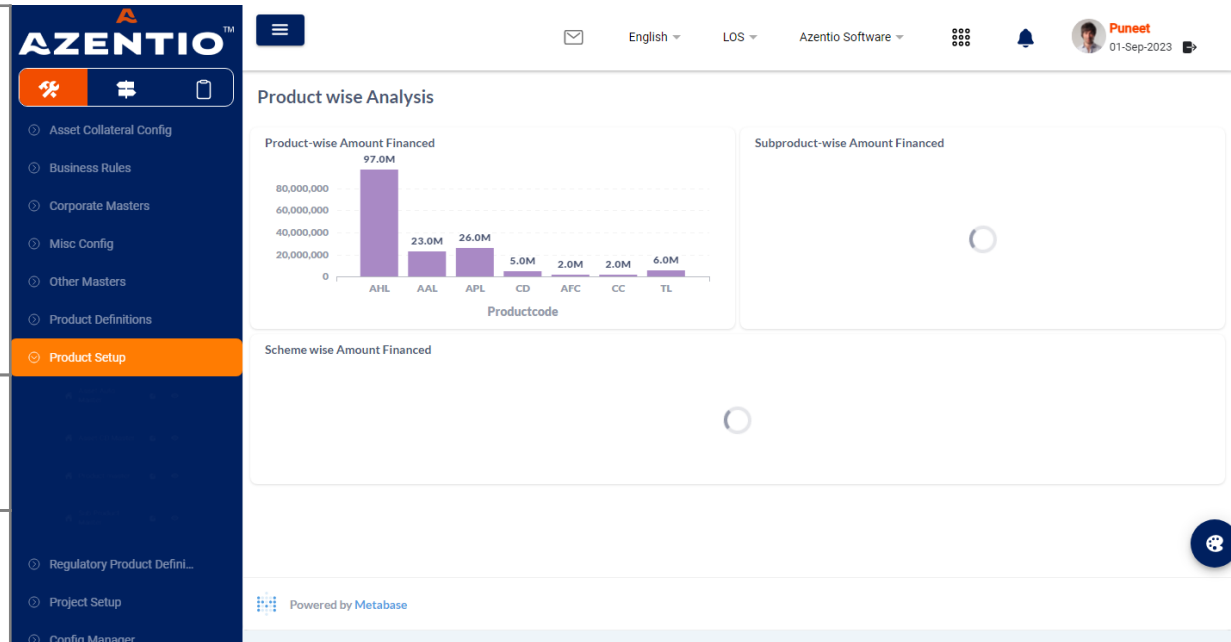 AZENTIO™
English
LOS
Azentio Software
Puneet
01-Sep-2023
Asset Collateral Config
Business Rules
Corporate Masters
Misc Config
Other Masters
Product Definitions
Product Setup
Regulatory Product Defini...
Project Setup
Config Manager
Product wise Analysis
Product-wise Amount Financed
97.0M
80,000,000
60,000,000
40,000,000
20,000,000
0
23.0M
26.0M
5.0M
2.0M
2.0M
6.0M
AHL AAL APL CD AFC CC TL
Productcode
Subproduct-wise Amount Financed
Scheme wise Amount Financed
Powered by Metabase